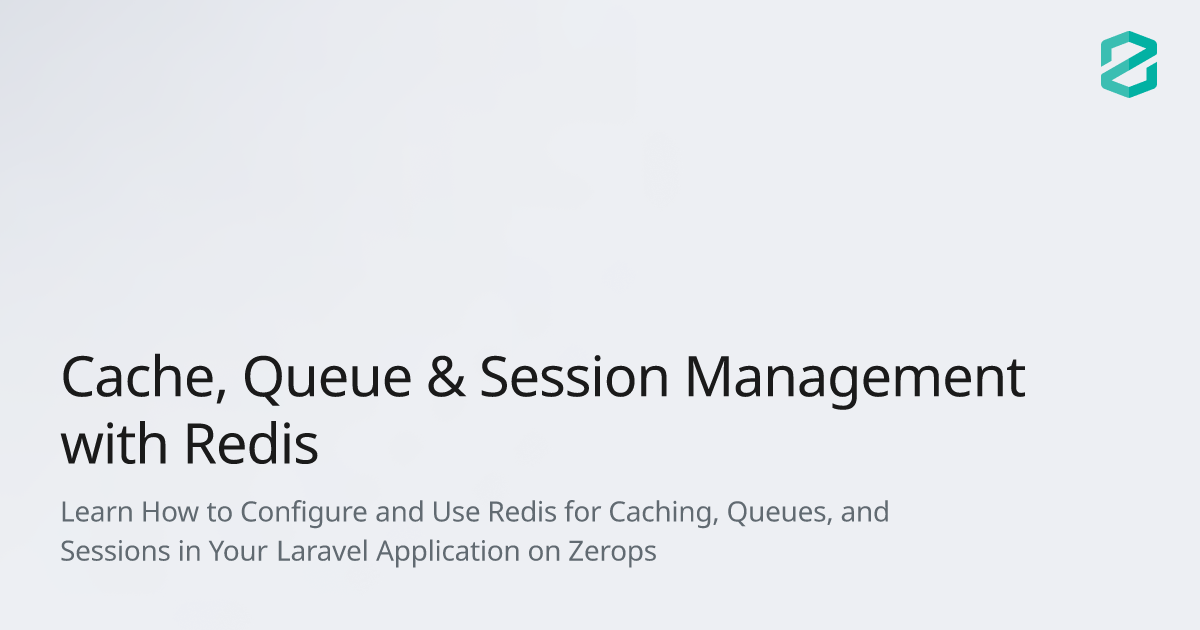 Cache, Queue & Session Management
with Redis
Learn How to Configure and Use Redis for Caching, Queues, and
Sessions in Your Laravel Application on Zerops